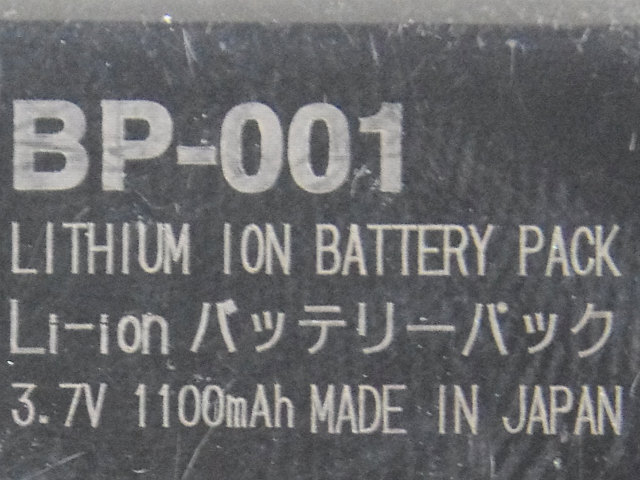 BP-001
LITHIUM ION BATTERY PACK
Li-ion バッテリーパック
3.7V 1100mAh MADE IN JAPAN